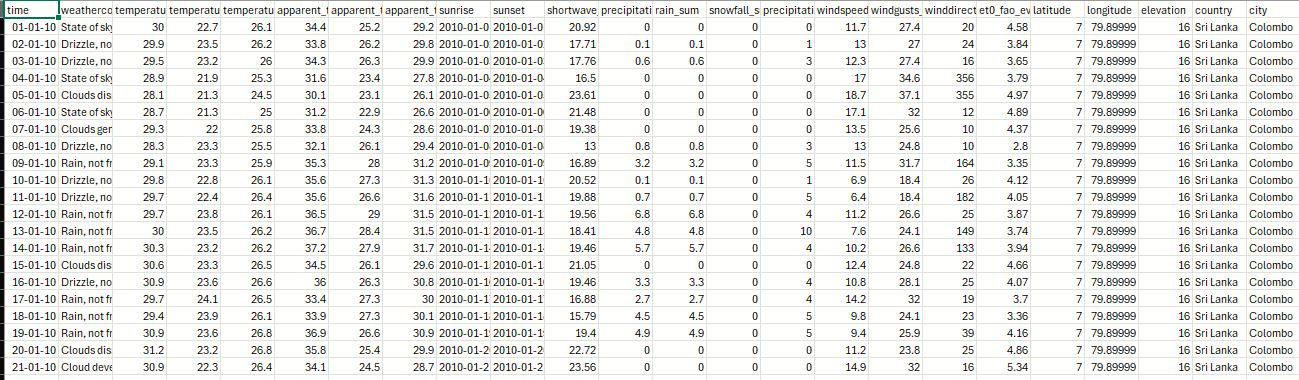 time weatherco temperatu temperatu temperatu apparent_t apparent_t apparent_t sunrise sunset shortwave_ precipitati rain_sum snowfall_s precipitati windspeed windgusts_ winddirect et0_fao_ev latitude longitude elevation country city
01-01-10 State of sky 30 22.7 26.1 34.4 25.2 29.2 2010-01-0 2010-01-0 20.92 0 0 0 0 11.7 27.4 20 4.58 7 79.89999 16 Sri Lanka Colombo
02-01-10 Drizzle, no 29.9 23.5 26.2 33.8 26.2 29.8 2010-01-0 2010-01-0 17.71 0.1 0.1 0 1 13 27 24 3.84 7 79.89999 16 Sri Lanka Colombo
03-01-10 Drizzle, no 29.5 23.2 26 34.3 26.3 29.9 2010-01-0 2010-01-0 17.76 0.6 0.6 0 3 12.3 27.4 16 3.65 7 79.89999 16 Sri Lanka Colombo
04-01-10 State of sky 28.9 21.9 25.3 31.6 23.4 27.8 2010-01-0 2010-01-0 16.5 0 0 0 0 17 34.6 356 3.79 7 79.89999 16 Sri Lanka Colombo
05-01-10 Clouds dis 28.1 21.3 24.5 30.1 23.1 26.1 2010-01-0 2010-01-0 23.61 0 0 0 0 18.7 37.1 355 4.97 7 79.89999 16 Sri Lanka Colombo
06-01-10 State of sky 28.7 21.3 25 31.2 22.9 26.6 2010-01-0 2010-01-0 21.48 0 0 0 0 17.1 32 12 4.89 7 79.89999 16 Sri Lanka Colombo
07-01-10 Clouds gen 29.3 22 25.8 33.8 24.3 28.6 2010-01-0 2010-01-0 19.38 0 0 0 0 13.5 25.6 10 4.37 7 79.89999 16 Sri Lanka Colombo
08-01-10 Drizzle, no 28.3 23.3 25.5 32.1 26.1 29.4 2010-01-0 2010-01-0 13 0.8 0.8 0 3 13 24.8 10 2.8 7 79.89999 16 Sri Lanka Colombo
09-01-10 Rain, not fr 29.1 23.3 25.9 35.3 28 31.2 2010-01-0 2010-01-0 16.89 3.2 3.2 0 5 11.5 31.7 164 3.35 7 79.89999 16 Sri Lanka Colombo
10-01-10 Drizzle, no 29.8 22.8 26.1 35.6 27.3 31.3 2010-01-1 2010-01-1 20.52 0.1 0.1 0 1 6.9 18.4 26 4.12 7 79.89999 16 Sri Lanka Colombo
11-01-10 Drizzle, no 29.7 22.4 26.4 35.6 26.6 31.6 2010-01-1 2010-01-1 19.88 0.7 0.7 0 5 6.4 18.4 182 4.05 7 79.89999 16 Sri Lanka Colombo
12-01-10 Rain, not fr 29.7 23.8 26.1 36.5 29 31.5 2010-01-1 2010-01-1 19.56 6.8 6.8 0 4 11.2 26.6 25 3.87 7 79.89999 16 Sri Lanka Colombo
13-01-10 Rain, not fr 30 23.5 26.2 36.7 28.4 31.5 2010-01-1 2010-01-1 18.41 4.8 4.8 0 10 7.6 24.1 149 3.74 7 79.89999 16 Sri Lanka Colombo
14-01-10 Rain, not fr 30.3 23.2 26.2 37.2 27.9 31.7 2010-01-1 2010-01-1 19.46 5.7 5.7 0 4 10.2 26.6 133 3.94 7 79.89999 16 Sri Lanka Colombo
15-01-10 Clouds dis 30.6 23.3 26.5 34.5 26.1 29.6 2010-01-1 2010-01-1 21.05 0 0 0 0 12.4 24.8 22 4.66 7 79.89999 16 Sri Lanka Colombo
16-01-10 Drizzle, no 30.9 23.6 26.6 36 26.3 30.8 2010-01-1 2010-01-1 19.46 3.3 3.3 0 4 10.8 28.1 25 4.07 7 79.89999 16 Sri Lanka Colombo
17-01-10 Rain, not fr 29.7 24.1 26.5 33.4 27.3 30 2010-01-1 2010-01-1 16.88 2.7 2.7 0 4 14.2 32 19 3.7 7 79.89999 16 Sri Lanka Colombo
18-01-10 Rain, not fr 29.4 23.9 26.1 33.9 27.3 30.1 2010-01-1 2010-01-1 15.79 4.5 4.5 0 5 9.8 24.1 23 3.36 7 79.89999 16 Sri Lanka Colombo
19-01-10 Rain, not fr 30.9 23.6 26.8 36.9 26.6 30.9 2010-01-1 2010-01-1 19.4 4.9 4.9 0 5 9.4 25.9 39 4.16 7 79.89999 16 Sri Lanka Colombo
20-01-10 Clouds dis 31.2 23.2 26.8 35.8 25.4 29.9 2010-01-2 2010-01-2 22.72 0 0 0 0 11.2 23.8 25 4.86 7 79.89999 16 Sri Lanka Colombo
21-01-10 Cloud deve 30.9 22.3 26.4 34.1 24.5 28.7 2010-01-2 2010-01-2 23.56 0 0 0 0 14.9 32 16 5.34 7 79.89999 16 Sri Lanka Colombo